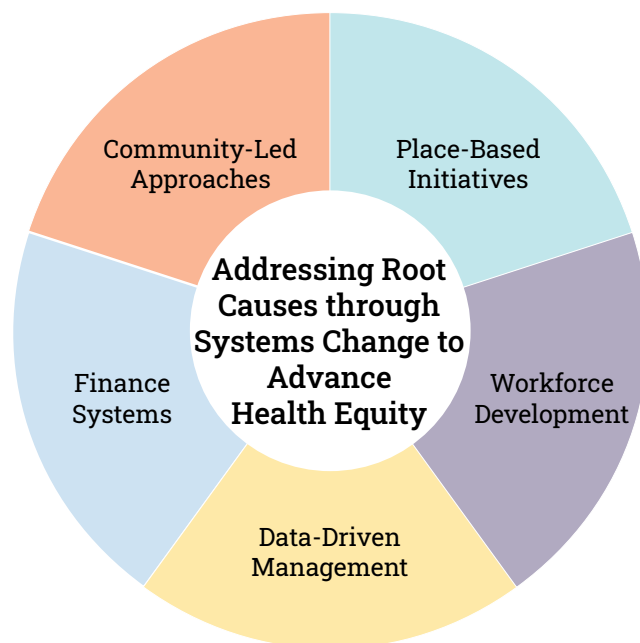 Community-Led
Approaches
Place-Based
Initiatives
Addressing Root
Causes through
Systems Change to
Advance
Health Equity
Finance
Systems
Workforce
Development
Data-Driven
Management